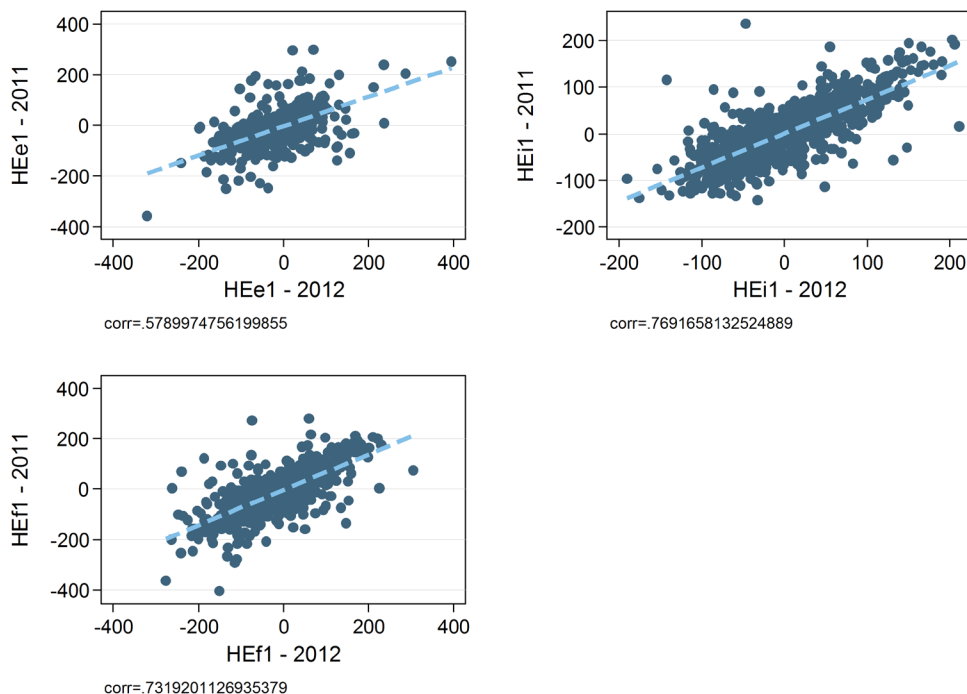 400
200
0
-200
-400
HEe1 - 2011
-400 -200 0 200 400
HEe1 - 2012
corr=.5789974756199855
200
100
0
-100
-200
HEi1 - 2011
-200 -100 0 100 200
HEi1 - 2012
corr=.7691658132524889
400
200
0
-200
-400
HEf1 - 2011
-400 -200 0 200 400
HEf1 - 2012
corr=.7319201126935379